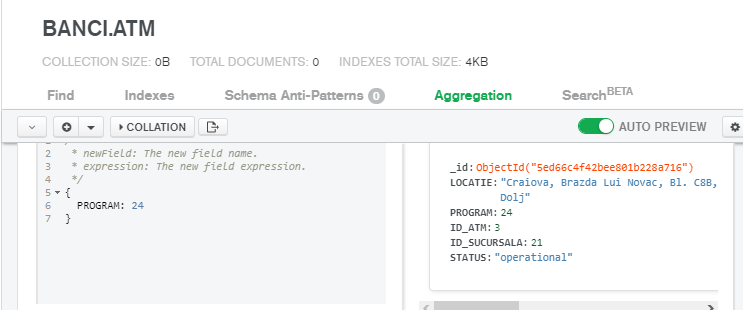 BANCI.ATM
COLLECTION SIZE: 0B TOTAL DOCUMENTS: 0 INDEXES TOTAL SIZE: 4KB
Find Indexes Schema Anti-Patterns 0 Aggregation Search BETA
COLLATION AUTO PREVIEW
2 * newField: The new field name.
3 * expression: The new field expression.
4 */
5 {
6 PROGRAM: 24
7 }
_id: ObjectId("5ed66c4f42bee801b228a716")
LOCATIE: "Craiova, Brazda Lui Novac, Bl. C8B,
Dolj"
PROGRAM: 24
ID_ATM: 3
ID_SUCURSALA: 21
STATUS: "operational"